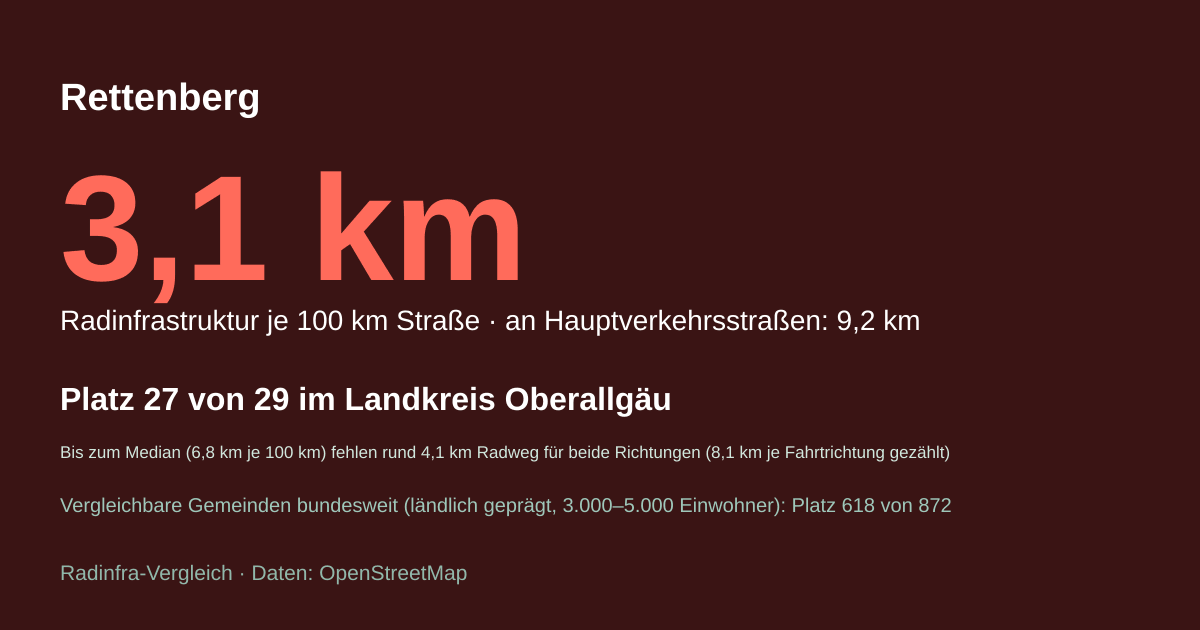 Rettenberg
3,1 km
Radinfrastruktur je 100 km Straße · an Hauptverkehrsstraßen: 9,2 km
Platz 27 von 29 im Landkreis Oberallgäu
Bis zum Median (6,8 km je 100 km) fehlen rund 4,1 km Radweg für beide Richtungen (8,1 km je Fahrtrichtung gezählt)
Vergleichbare Gemeinden bundesweit (ländlich geprägt, 3.000–5.000 Einwohner): Platz 618 von 872
Radinfra-Vergleich · Daten: OpenStreetMap